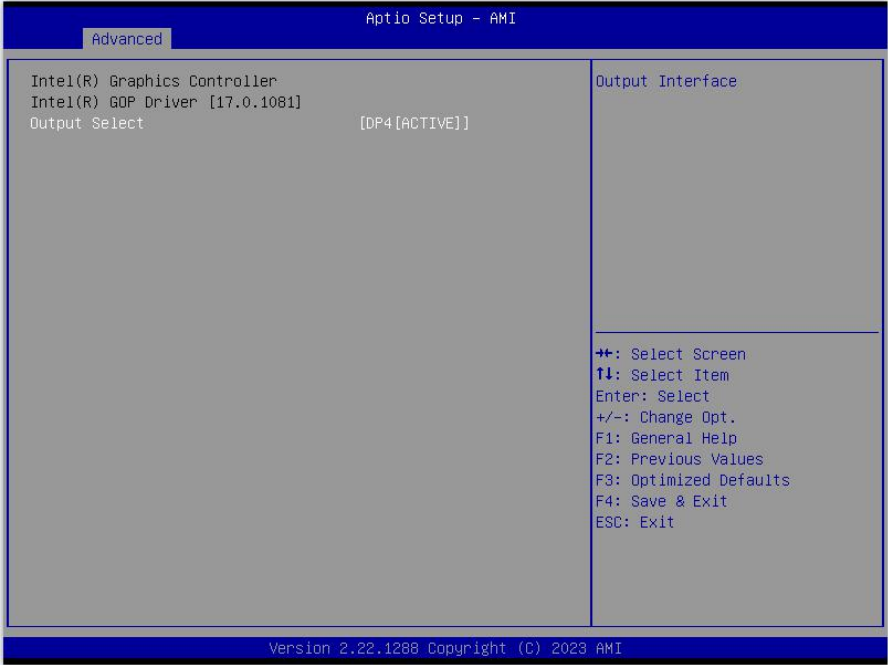 Aptio Setup – AMI
Advanced
Intel(R) Graphics Controller
Intel(R) GOP Driver [17.0.1081]
Output Select [DP4[ACTIVE]]
Output Interface
→←: Select Screen
↑↓: Select Item
Enter: Select
+/-: Change Opt.
F1: General Help
F2: Previous Values
F3: Optimized Defaults
F4: Save & Exit
ESC: Exit
Version 2.22.1288 Copyright (C) 2023 AMI